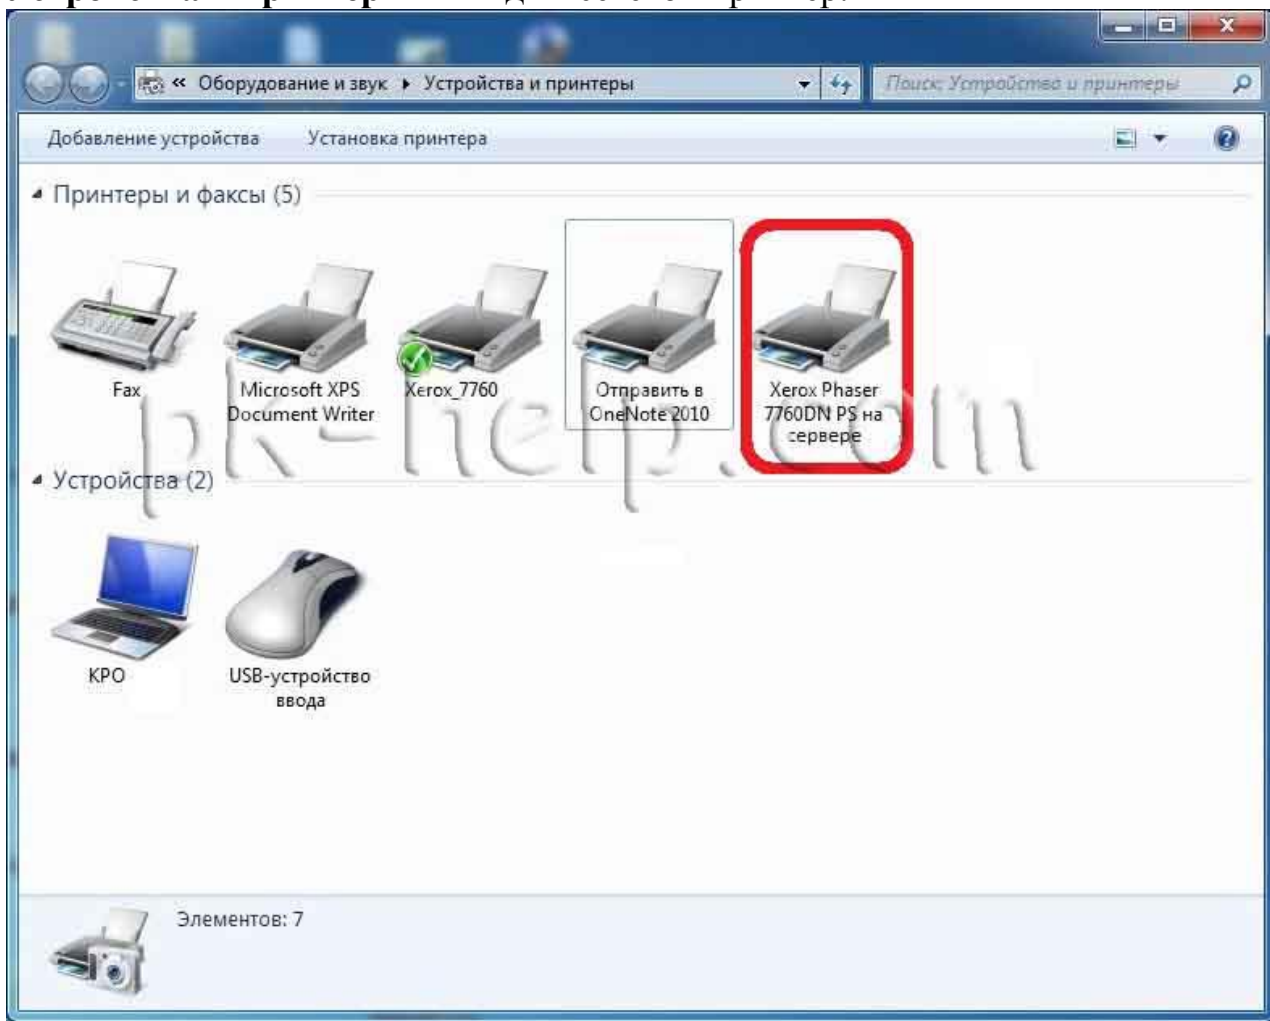 « Оборудование и звук ▸ Устройства и принтеры
Поиск: Устройства и принтеры
Добавление устройства Установка принтера
Принтеры и факсы (5)
Fax
Microsoft XPS
Document Writer
Xerox_7760
Отправить в
OneNote 2010
Xerox Phaser
7760DN PS на
сервере
pk-help.com
Устройства (2)
КРО
USB-устройство
ввода
Элементов: 7